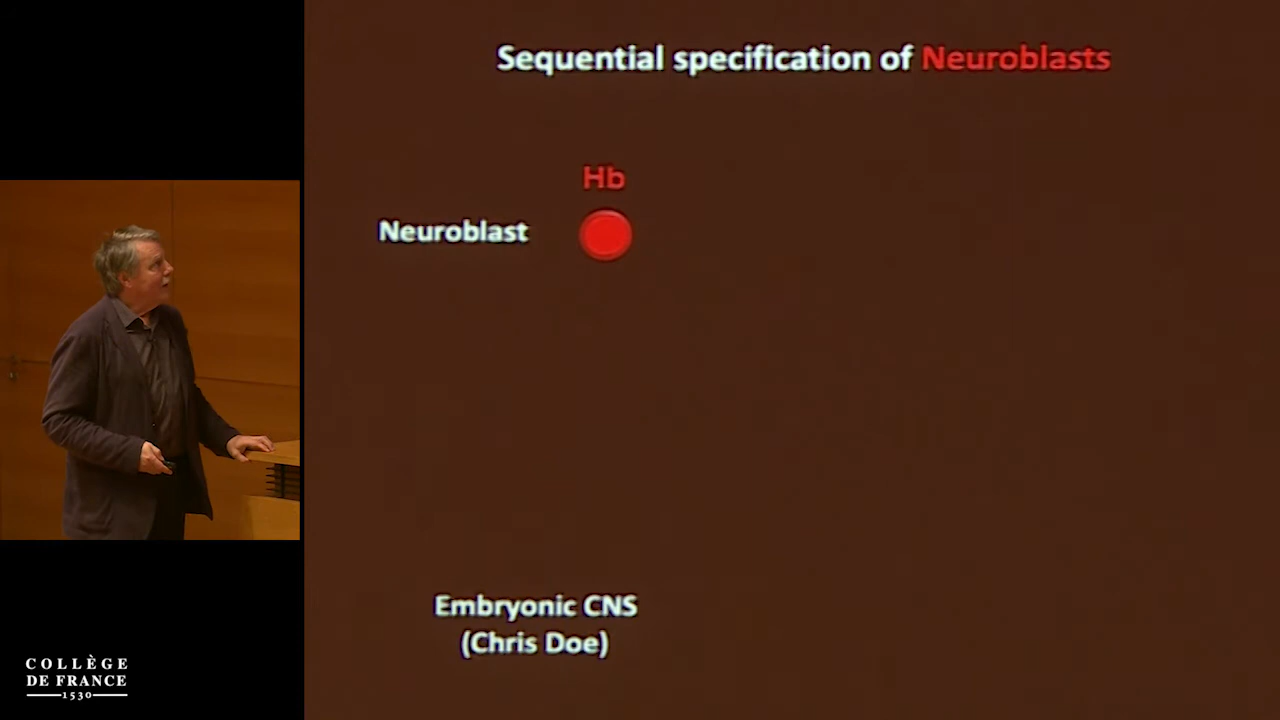 Sequential specification of Neuroblasts
Hb
Neuroblast
Embryonic CNS
(Chris Doe)
COLLÈGE
DE FRANCE
1530